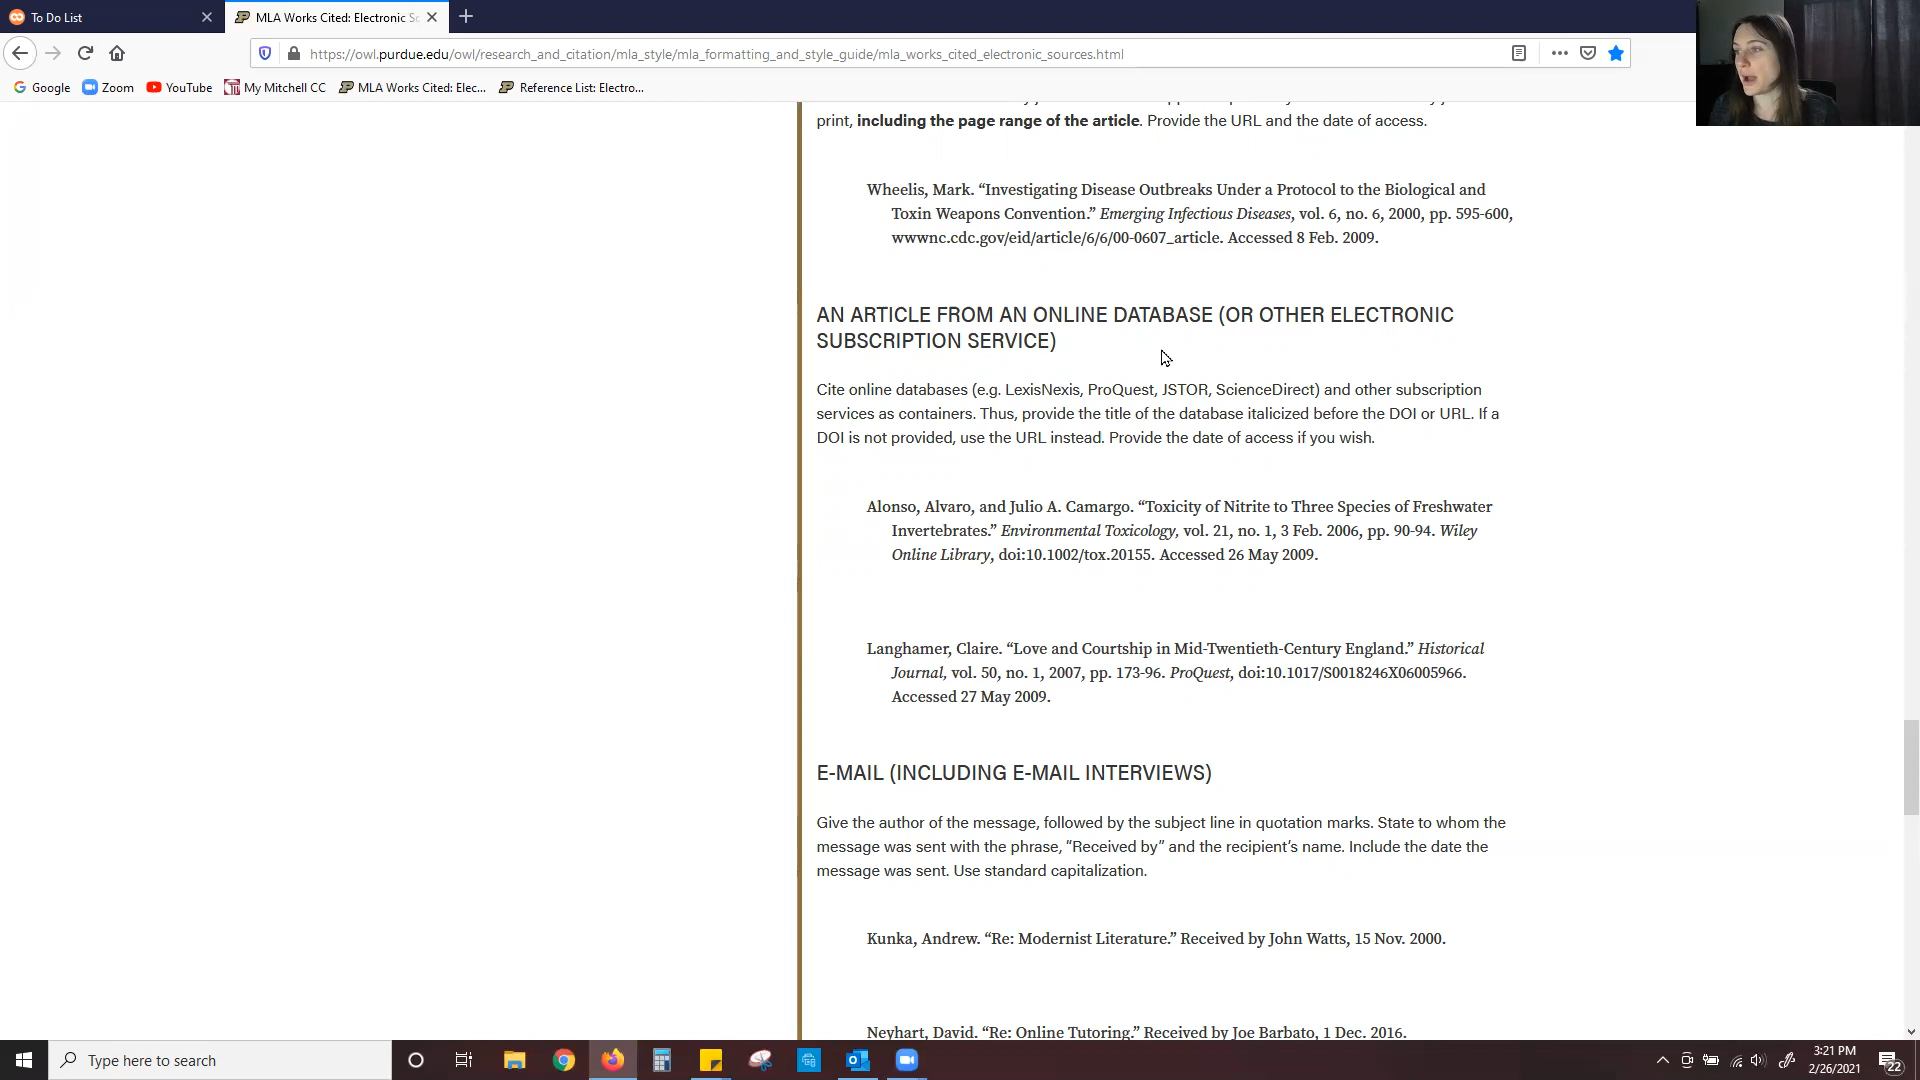 To Do List
MLA Works Cited: Electronic S
https://owl.purdue.edu/owl/research_and_citation/mla_style/mla_formatting_and_style_guide/mla_works_cited_electronic_sources.html
Google Zoom YouTube My Mitchell CC MLA Works Cited: Elec... Reference List: Electro...
print, including the page range of the article. Provide the URL and the date of access.
Wheelis, Mark. “Investigating Disease Outbreaks Under a Protocol to the Biological and
Toxin Weapons Convention.” Emerging Infectious Diseases, vol. 6, no. 6, 2000, pp. 595-600,
wwwnc.cdc.gov/eid/article/6/6/00-0607_article. Accessed 8 Feb. 2009.
AN ARTICLE FROM AN ONLINE DATABASE (OR OTHER ELECTRONIC
SUBSCRIPTION SERVICE)
Cite online databases (e.g. LexisNexis, ProQuest, JSTOR, ScienceDirect) and other subscription
services as containers. Thus, provide the title of the database italicized before the DOI or URL. If a
DOI is not provided, use the URL instead. Provide the date of access if you wish.
Alonso, Alvaro, and Julio A. Camargo. “Toxicity of Nitrite to Three Species of Freshwater
Invertebrates.” Environmental Toxicology, vol. 21, no. 1, 3 Feb. 2006, pp. 90-94. Wiley
Online Library, doi:10.1002/tox.20155. Accessed 26 May 2009.
Langhamer, Claire. “Love and Courtship in Mid-Twentieth-Century England.” Historical
Journal, vol. 50, no. 1, 2007, pp. 173-96. ProQuest, doi:10.1017/S0018246X06005966.
Accessed 27 May 2009.
E-MAIL (INCLUDING E-MAIL INTERVIEWS)
Give the author of the message, followed by the subject line in quotation marks. State to whom the
message was sent with the phrase, “Received by” and the recipient’s name. Include the date the
message was sent. Use standard capitalization.
Kunka, Andrew. “Re: Modernist Literature.” Received by John Watts, 15 Nov. 2000.
Neyhart, David. “Re: Online Tutoring.” Received by Joe Barbato, 1 Dec. 2016.
Type here to search
3:21 PM
2/26/2021
22